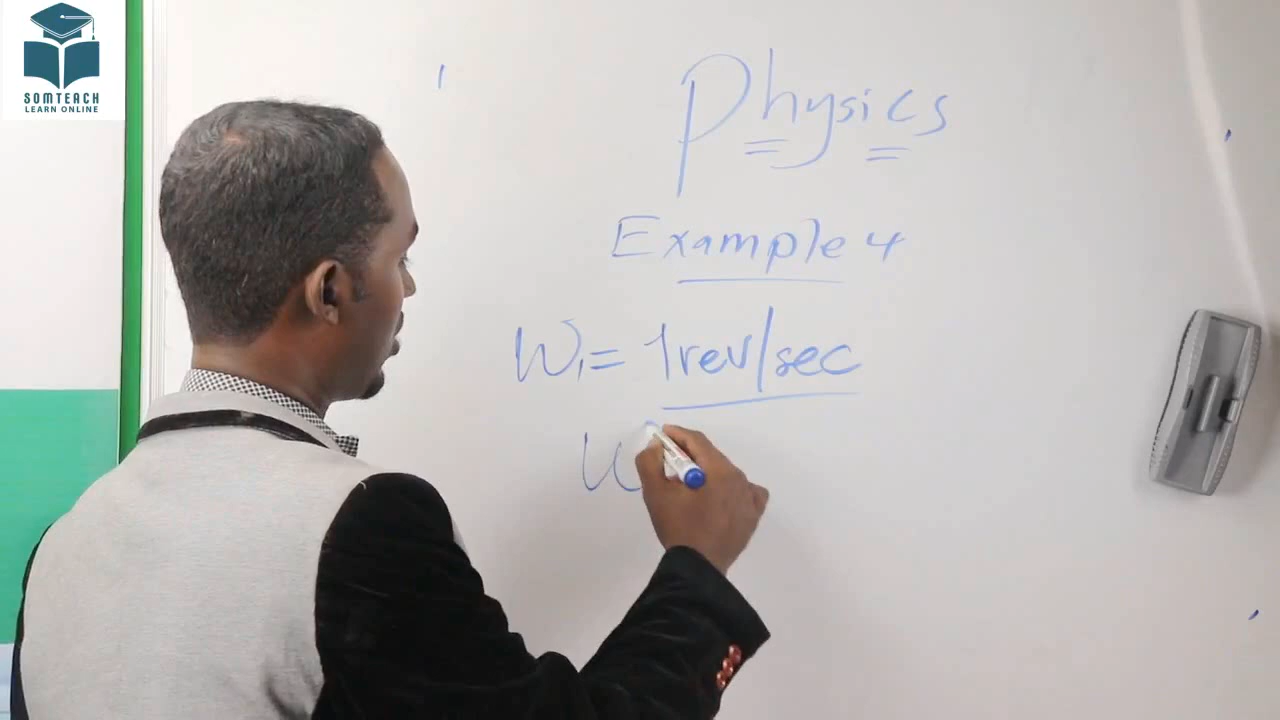 SOMTEACH
LEARN ONLINE
Physics
Example 4
W₁ = 1rev/sec
W